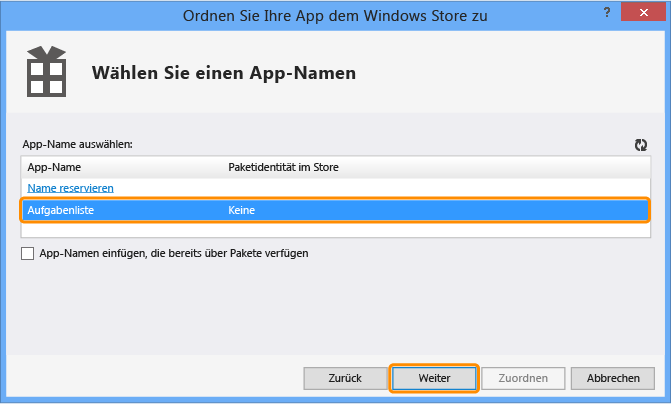 Ordnen Sie Ihre App dem Windows Store zu
?
Wählen Sie einen App-Namen
App-Name auswählen:
App-Name Paketidentität im Store
Name reservieren
Aufgabenliste Keine
App-Namen einfügen, die bereits über Pakete verfügen
Zurück Weiter Zuordnen Abbrechen